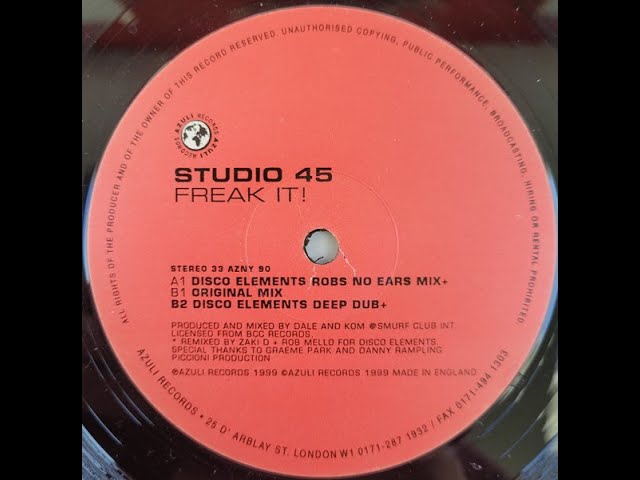 ALL RIGHTS OF THE PRODUCER AND OF THE OWNER OF THIS RECORD RESERVED. UNAUTHORISED COPYING, PUBLIC PERFORMANCE, BROADCASTING, HIRING OR RENTAL PROHIBITED
AZULI RECORDS AZULI RECORDS
STUDIO 45
FREAK IT!
STEREO 33 AZNY 90
A1 DISCO ELEMENTS ROBS NO EARS MIX+
B1 ORIGINAL MIX
B2 DISCO ELEMENTS DEEP DUB+
PRODUCED AND MIXED BY DALE AND KOM @SMURF CLUB INT.
LICENSED FROM BCC RECORDS.
* REMIXED BY ZAKI D + ROB MELLO FOR DISCO ELEMENTS.
SPECIAL THANKS TO GRAEME PARK AND DANNY RAMPLING
PICCIONI PRODUCTION
℗AZULI RECORDS 1999 ©AZULI RECORDS 1999 MADE IN ENGLAND.
AZULI RECORDS • 25 D' ARBLAY ST. LONDON W1 0171-287 1932 / FAX 0171-494 1303